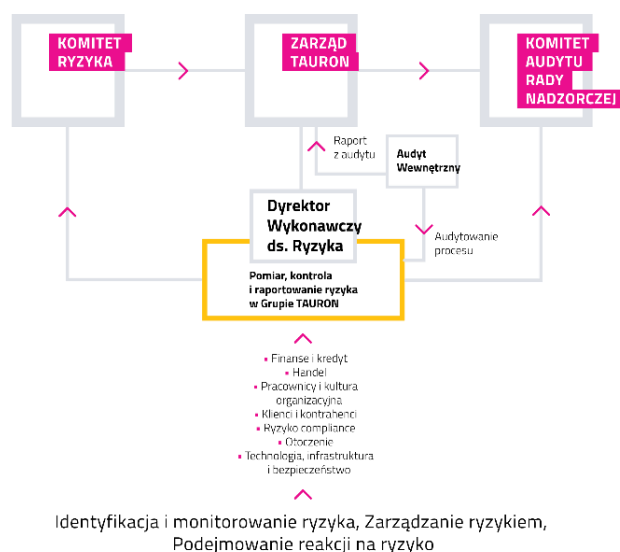 KOMITET
RYZYKA
ZARZĄD
TAURON
KOMITET
AUDYTU
RADY
NADZORCZEJ
Raport
z audytu
Audyt
Wewnętrzny
Dyrektor
Wykonawczy
ds. Ryzyka
Audytowanie
procesu
Pomiar, kontrola
i raportowanie ryzyka
w Grupie TAURON
▪ Finanse i kredyt
▪ Handel
▪ Pracownicy i kultura
organizacyjna
▪ Klienci i kontrahenci
▪ Ryzyko compliance
▪ Otoczenie
▪ Technologia, infrastruktura
i bezpieczeństwo
Identyfikacja i monitorowanie ryzyka, Zarządzanie ryzykiem,
Podejmowanie reakcji na ryzyko